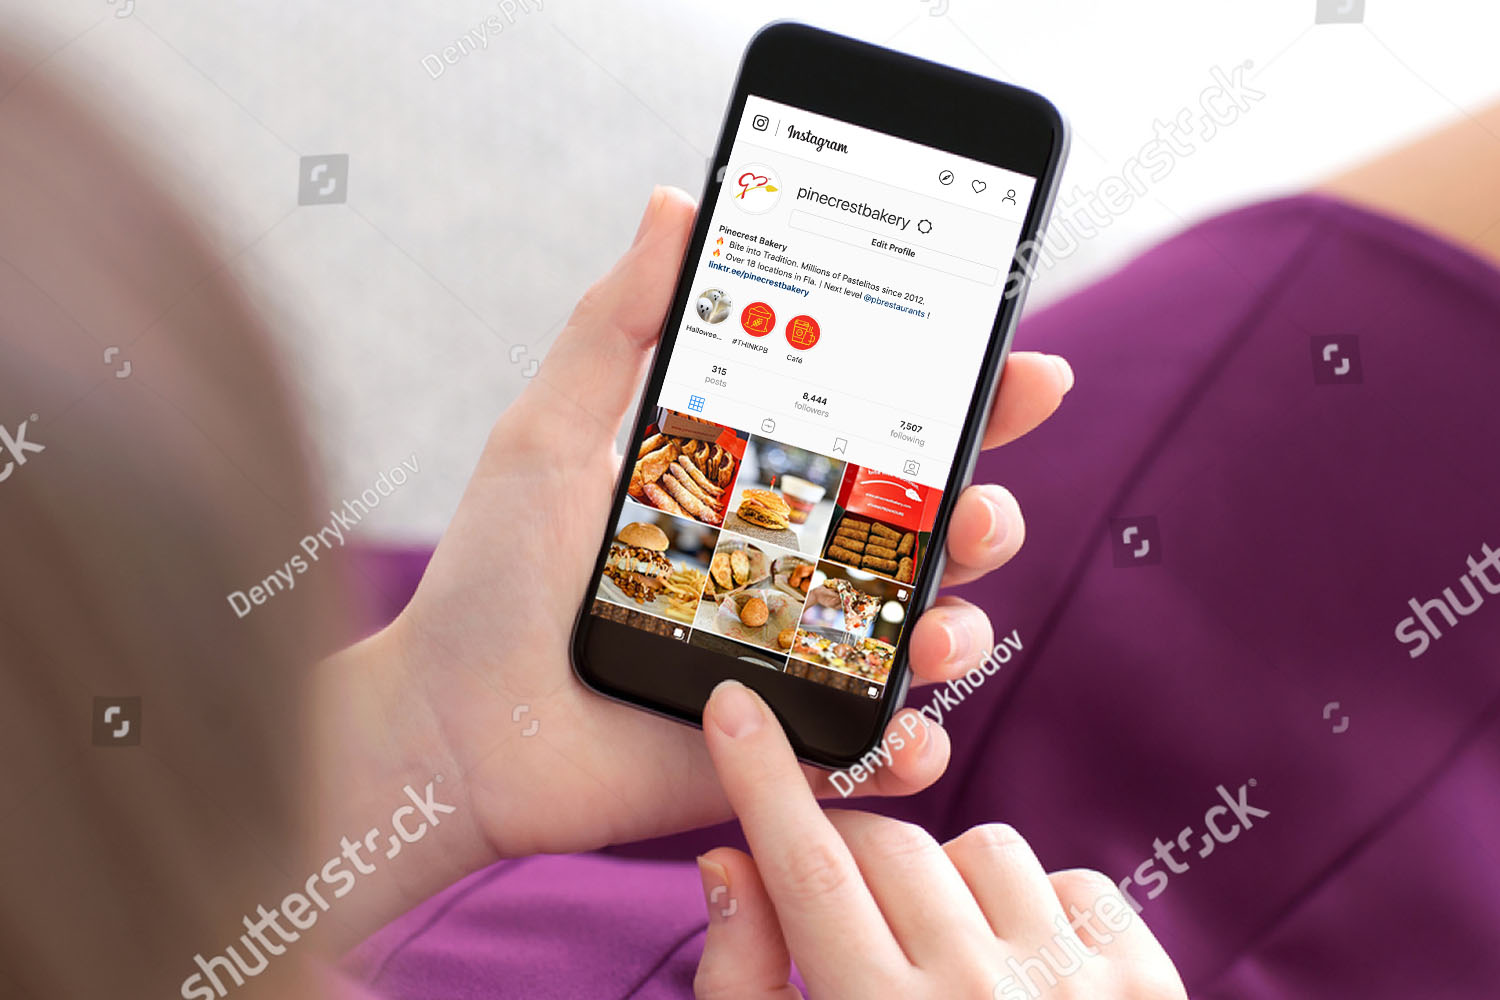 Instagram
pinecrestbakery
Edit Profile
Pinecrest Bakery
🔥 Bite into Tradition. Millions of Pastelitos since 2012.
🔥 Over 18 locations in Fla. | Next level @pbrestaurants !
linktr.ee/pinecrestbakery
Hallowee...
#THINKPB
Café
315
posts
8,444
followers
7,507
following
Denys Pry
shutterstock
Denys Prykhodov
ck
shutt
Denys Prykhodov
shutterstock
shutterstock